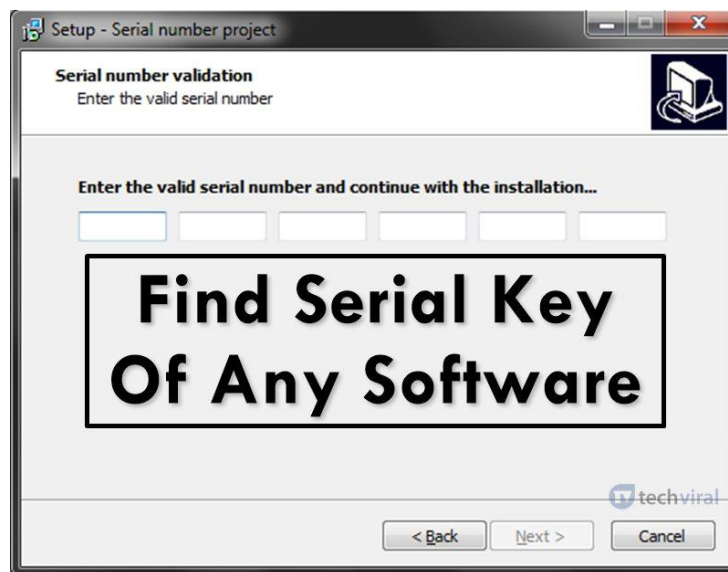 Setup - Serial number project
Serial number validation
Enter the valid serial number
Enter the valid serial number and continue with the installation...
Find Serial Key
Of Any Software
techviral
< Back
Next >
Cancel